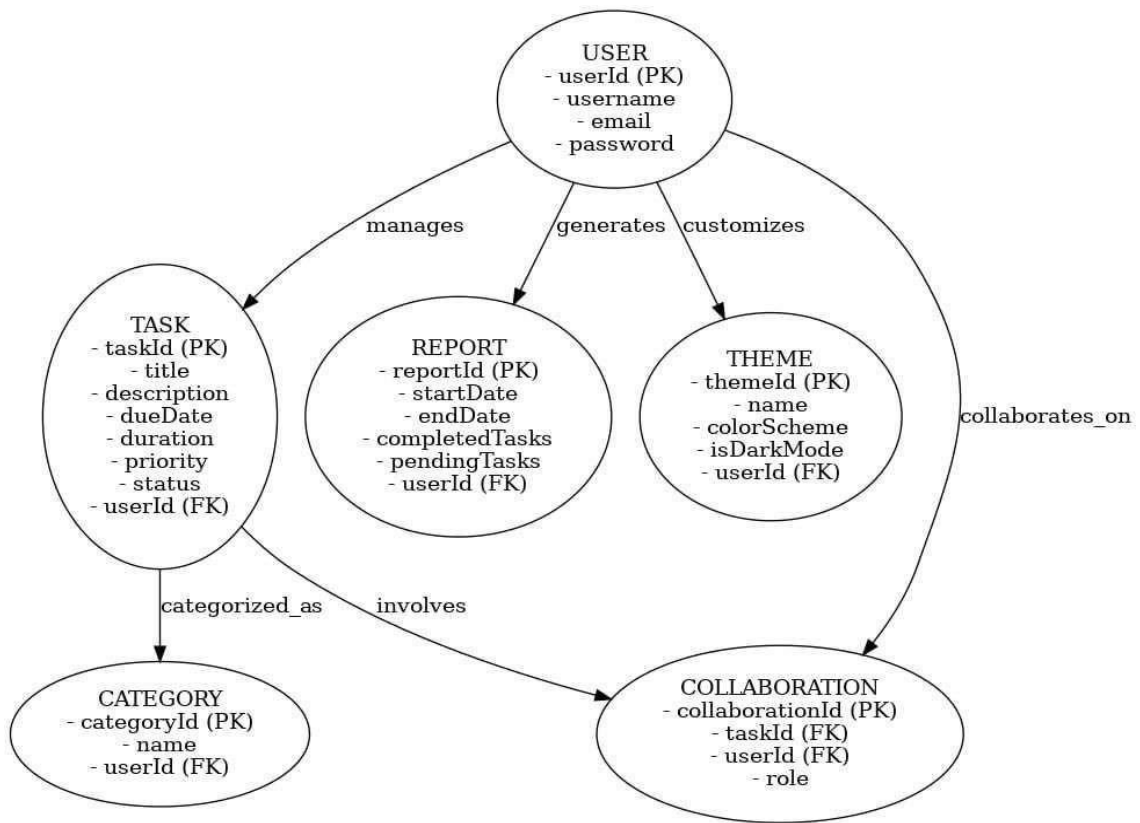 USER
- userId (PK)
- username
- email
- password
manages
generates
customizes
TASK
- taskId (PK)
- title
- description
- dueDate
- duration
- priority
- status
- userId (FK)
REPORT
- reportId (PK)
- startDate
- endDate
- completedTasks
- pendingTasks
- userId (FK)
THEME
- themeId (PK)
- name
- colorScheme
- isDarkMode
- userId (FK)
collaborates_on
categorized_as
involves
CATEGORY
- categoryId (PK)
- name
- userId (FK)
COLLABORATION
- collaborationId (PK)
- taskId (FK)
- userId (FK)
- role